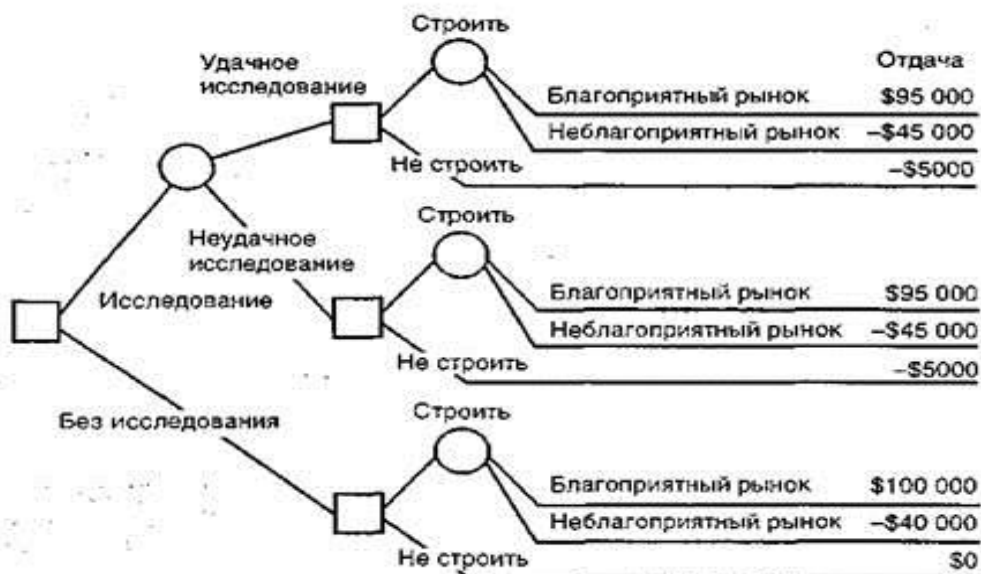 Строить
Отдача
Удачное
исследование
Благоприятный рынок $95 000
Неблагоприятный рынок –$45 000
Не строить –$5000
Строить
Неудачное
исследование
Исследование
Благоприятный рынок $95 000
Неблагоприятный рынок –$45 000
Не строить –$5000
Строить
Без исследования
Благоприятный рынок $100 000
Неблагоприятный рынок –$40 000
Не строить $0